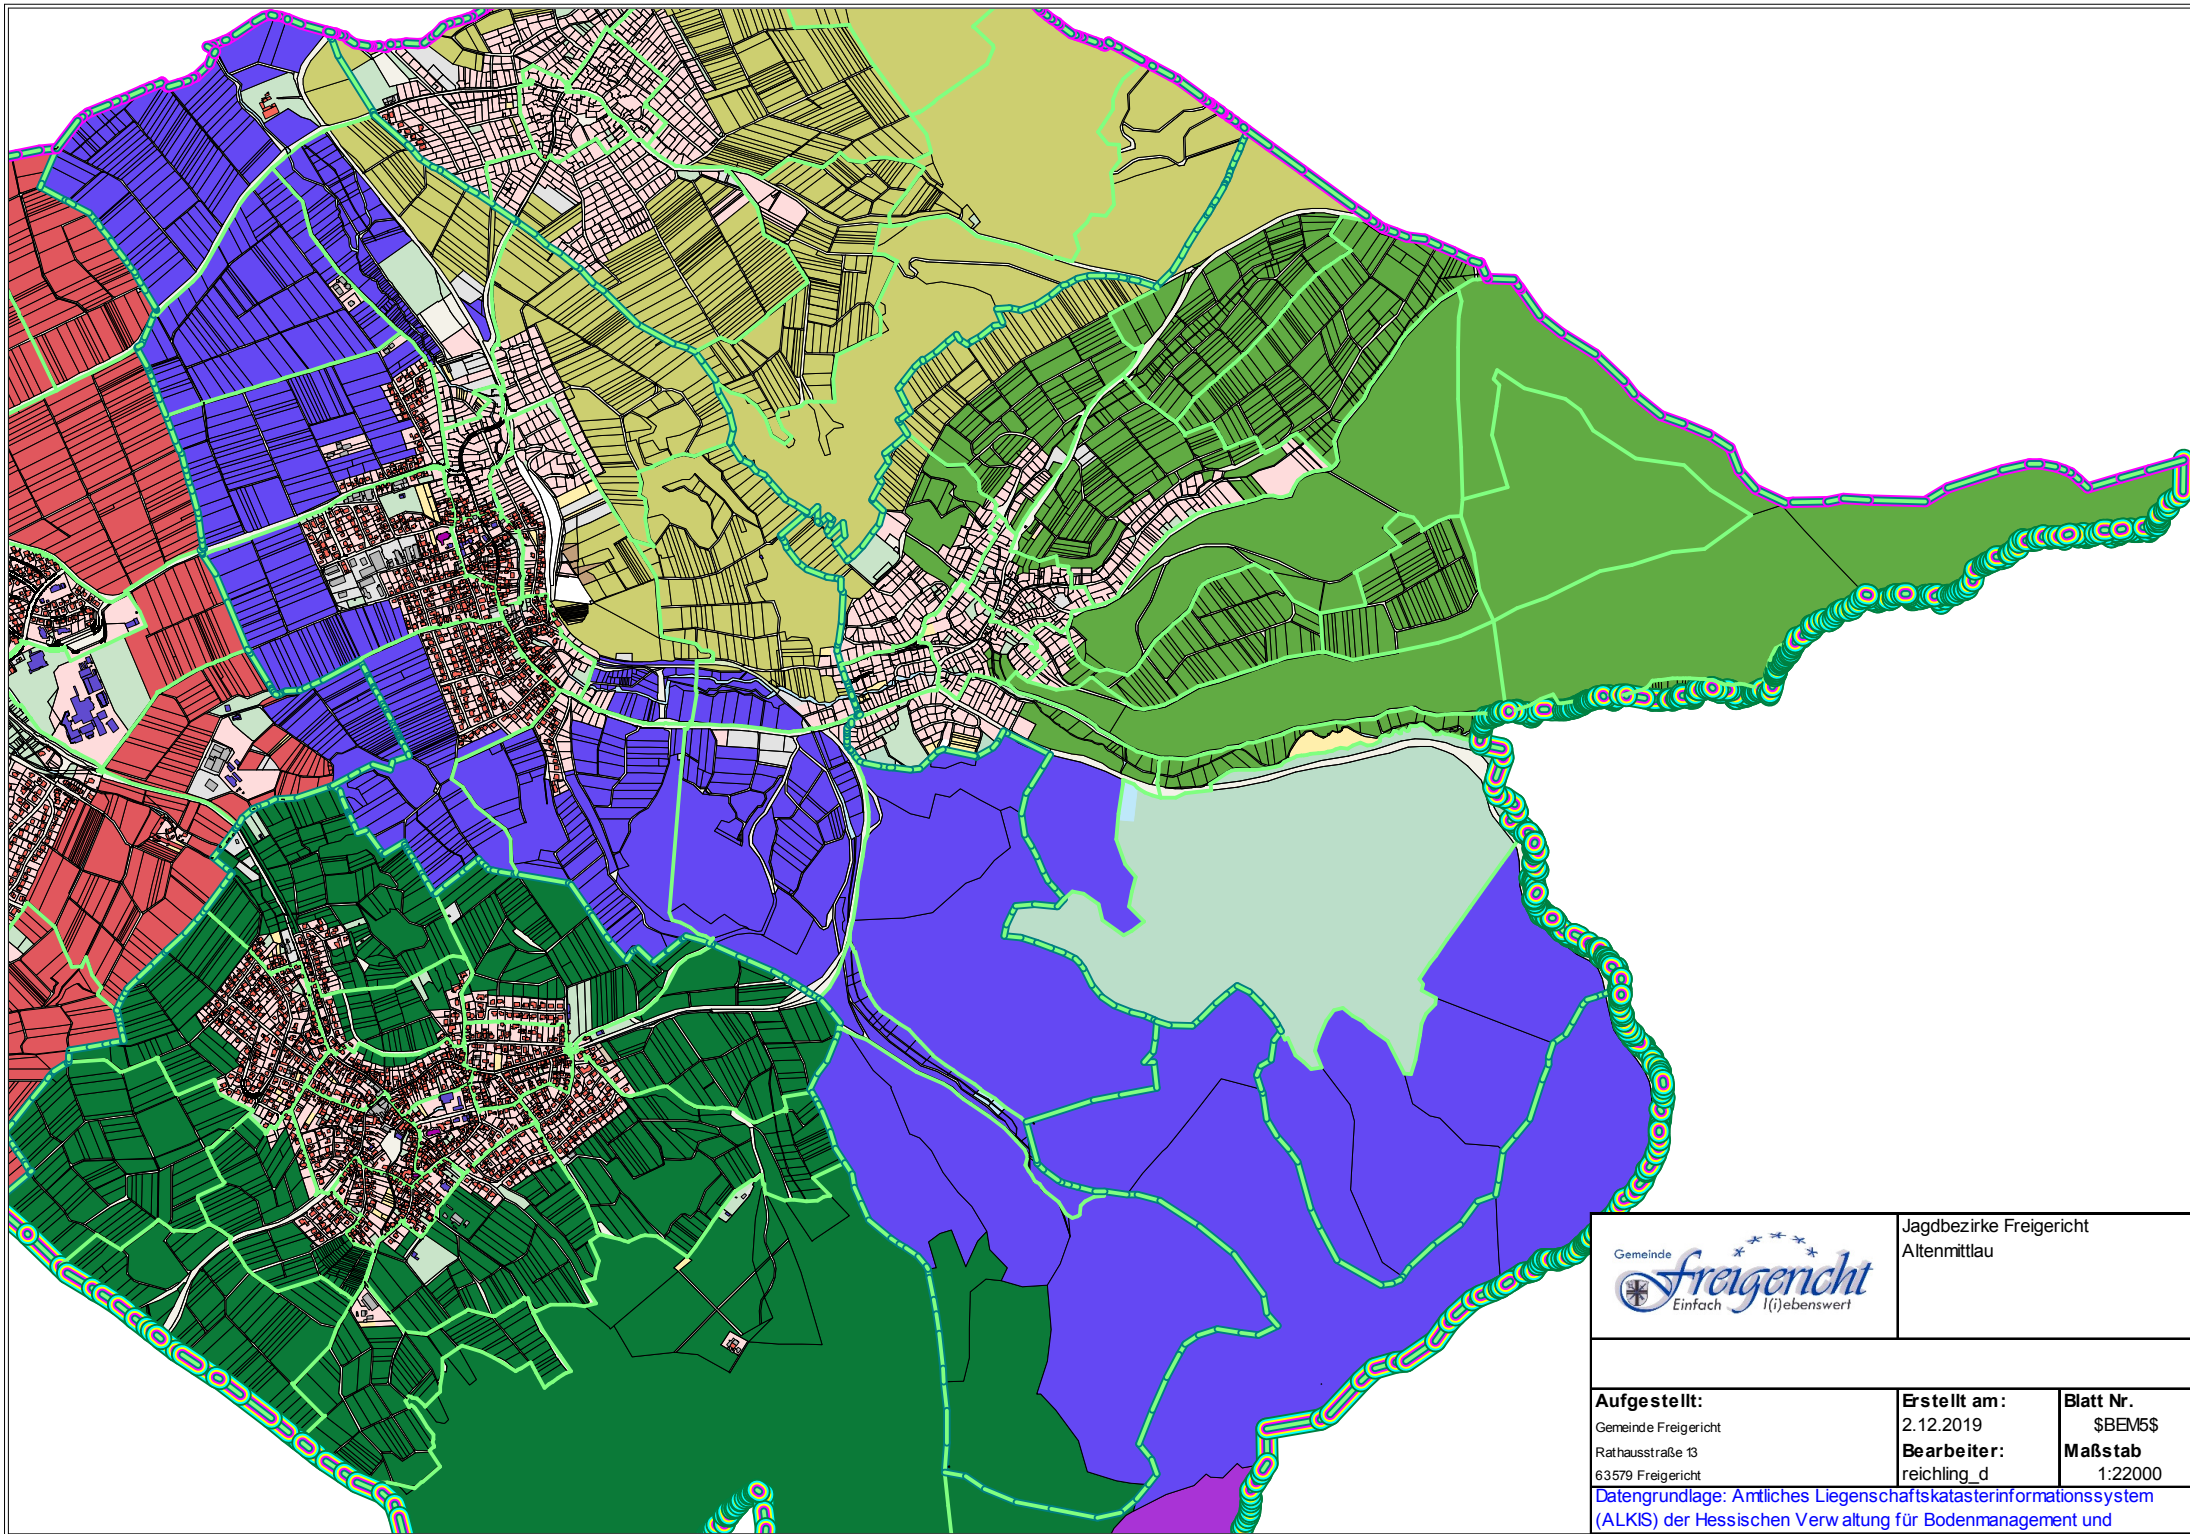 Gemeinde
freigericht
Einfach l(i)ebenswert
Jagdbezirke Freigericht
Altenmittlau
Aufgestellt:
Gemeinde Freigericht
Rathausstraße 13
63579 Freigericht
Erstellt am:
2.12.2019
Bearbeiter:
reichling_d
Blatt Nr.
$BEM5$
Maßstab
1:22000
Datengrundlage: Amtliches Liegenschaftskatasterinformationssystem
(ALKIS) der Hessischen Verwaltung für Bodenmanagement und